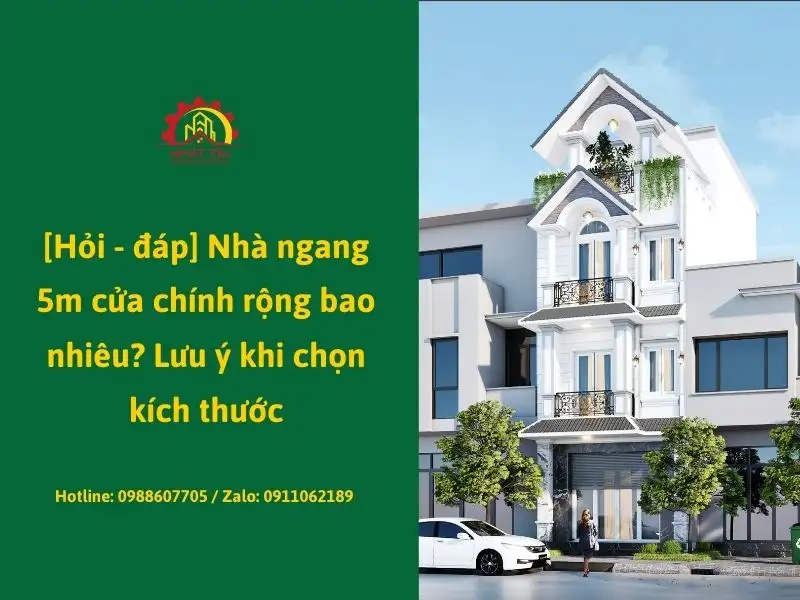 [Hỏi - đáp] Nhà ngang
5m cửa chính rộng bao
nhiêu? Lưu ý khi chọn
kích thước
Hotline: 0988607705 / Zalo: 0911062189